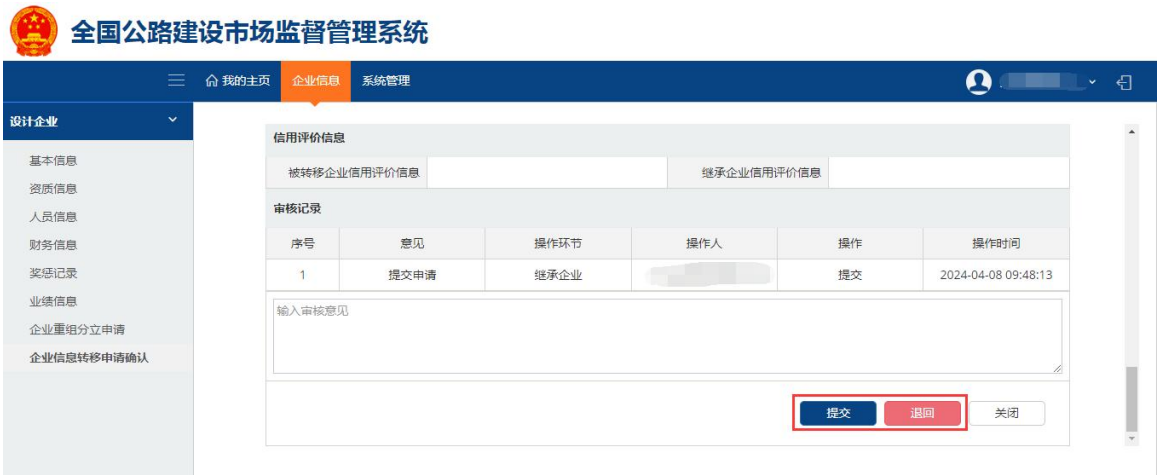 全国公路建设市场监督管理系统
我的主页 企业信息 系统管理
设计企业
基本信息
资质信息
人员信息
财务信息
奖惩记录
业绩信息
企业重组分立申请
企业信息转移申请确认
信用评价信息
被转移企业信用评价信息 继承企业信用评价信息
审核记录
序号 意见 操作环节 操作人 操作 操作时间
1 提交申请 继承企业 提交 2024-04-08 09:48:13
输入审核意见
提交 退回 关闭